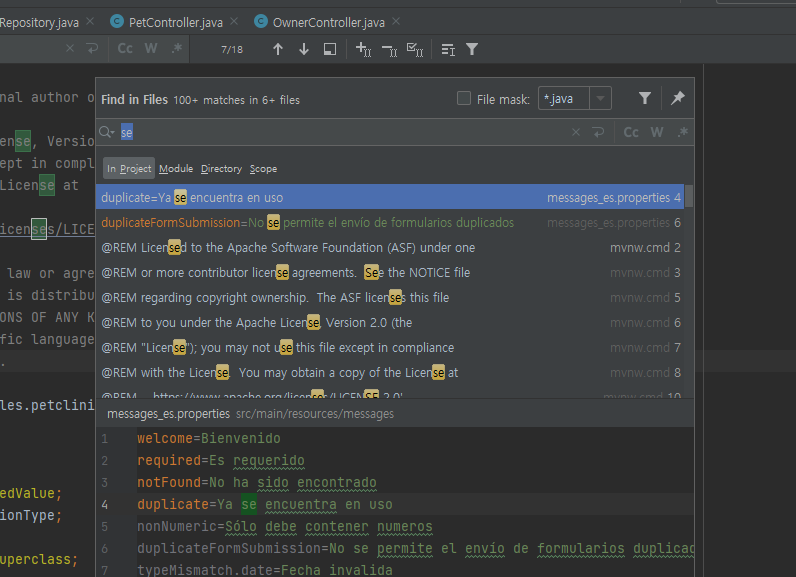 Repository.java PetController.java OwnerController.java
Cc W .* 7/18
nal author o
Find in Files 100+ matches in 6+ files File mask: *.java
ense, Versio
se Cc W .*
ept in compl
License at
In Project Module Directory Scope
duplicate=Ya se encuentra en uso messages_es.properties 4
duplicateFormSubmission=No se permite el envío de formularios duplicados messages_es.properties 6
icenses/LICE
@REM Licensed to the Apache Software Foundation (ASF) under one mvnw.cmd 2
law or agre
@REM or more contributor license agreements. See the NOTICE file mvnw.cmd 3
is distribu
@REM regarding copyright ownership. The ASF licenses this file mvnw.cmd 5
IONS OF ANY K
@REM to you under the Apache License, Version 2.0 (the mvnw.cmd 6
fic language
@REM "License"); you may not use this file except in compliance mvnw.cmd 7
.
@REM with the License. You may obtain a copy of the License at mvnw.cmd 8
@REM https://www.apache.org/licenses/LICENSE-2.0 mvnw.cmd 10
les.petclini
messages_es.properties src/main/resources/messages
1 welcome=Bienvenido
2 required=Es requerido
3 notFound=No ha sido encontrado
edValue;
4 duplicate=Ya se encuentra en uso
ionType;
5 nonNumeric=Sólo debe contener numeros
6 duplicateFormSubmission=No se permite el envío de formularios duplicad
uperclass;
7 typeMismatch.date=Fecha invalida